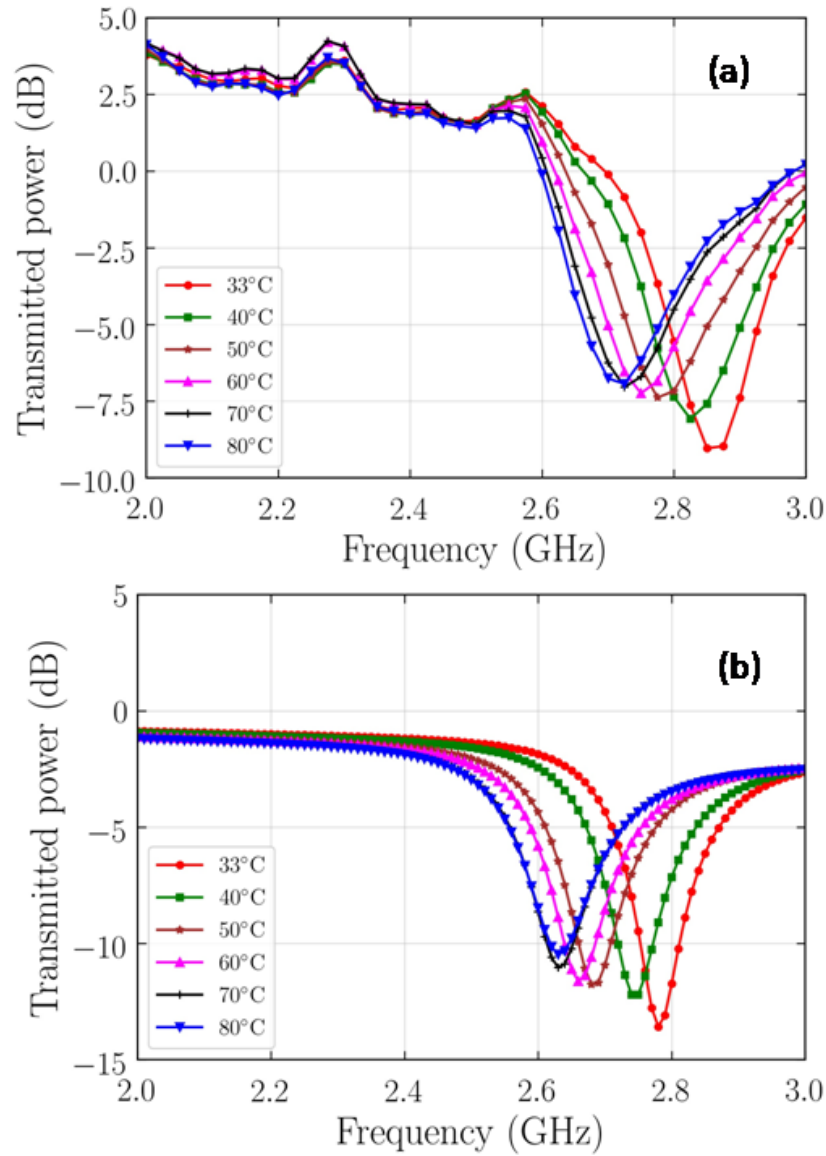 (a)
Transmitted power (dB)
5.0
2.5
0.0
−2.5
−5.0
−7.5
−10.0
33°C
40°C
50°C
60°C
70°C
80°C
2.0 2.2 2.4 2.6 2.8 3.0
Frequency (GHz)
(b)
Transmitted power (dB)
5
0
−5
−10
−15
33°C
40°C
50°C
60°C
70°C
80°C
2.0 2.2 2.4 2.6 2.8 3.0
Frequency (GHz)